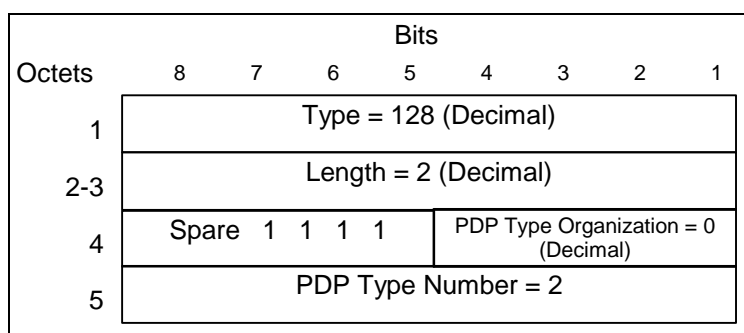 Bits
Octets 8 7 6 5 4 3 2 1
1 Type = 128 (Decimal)
2-3 Length = 2 (Decimal)
4 Spare 1 1 1 1 PDP Type Organization = 0
(Decimal)
5 PDP Type Number = 2